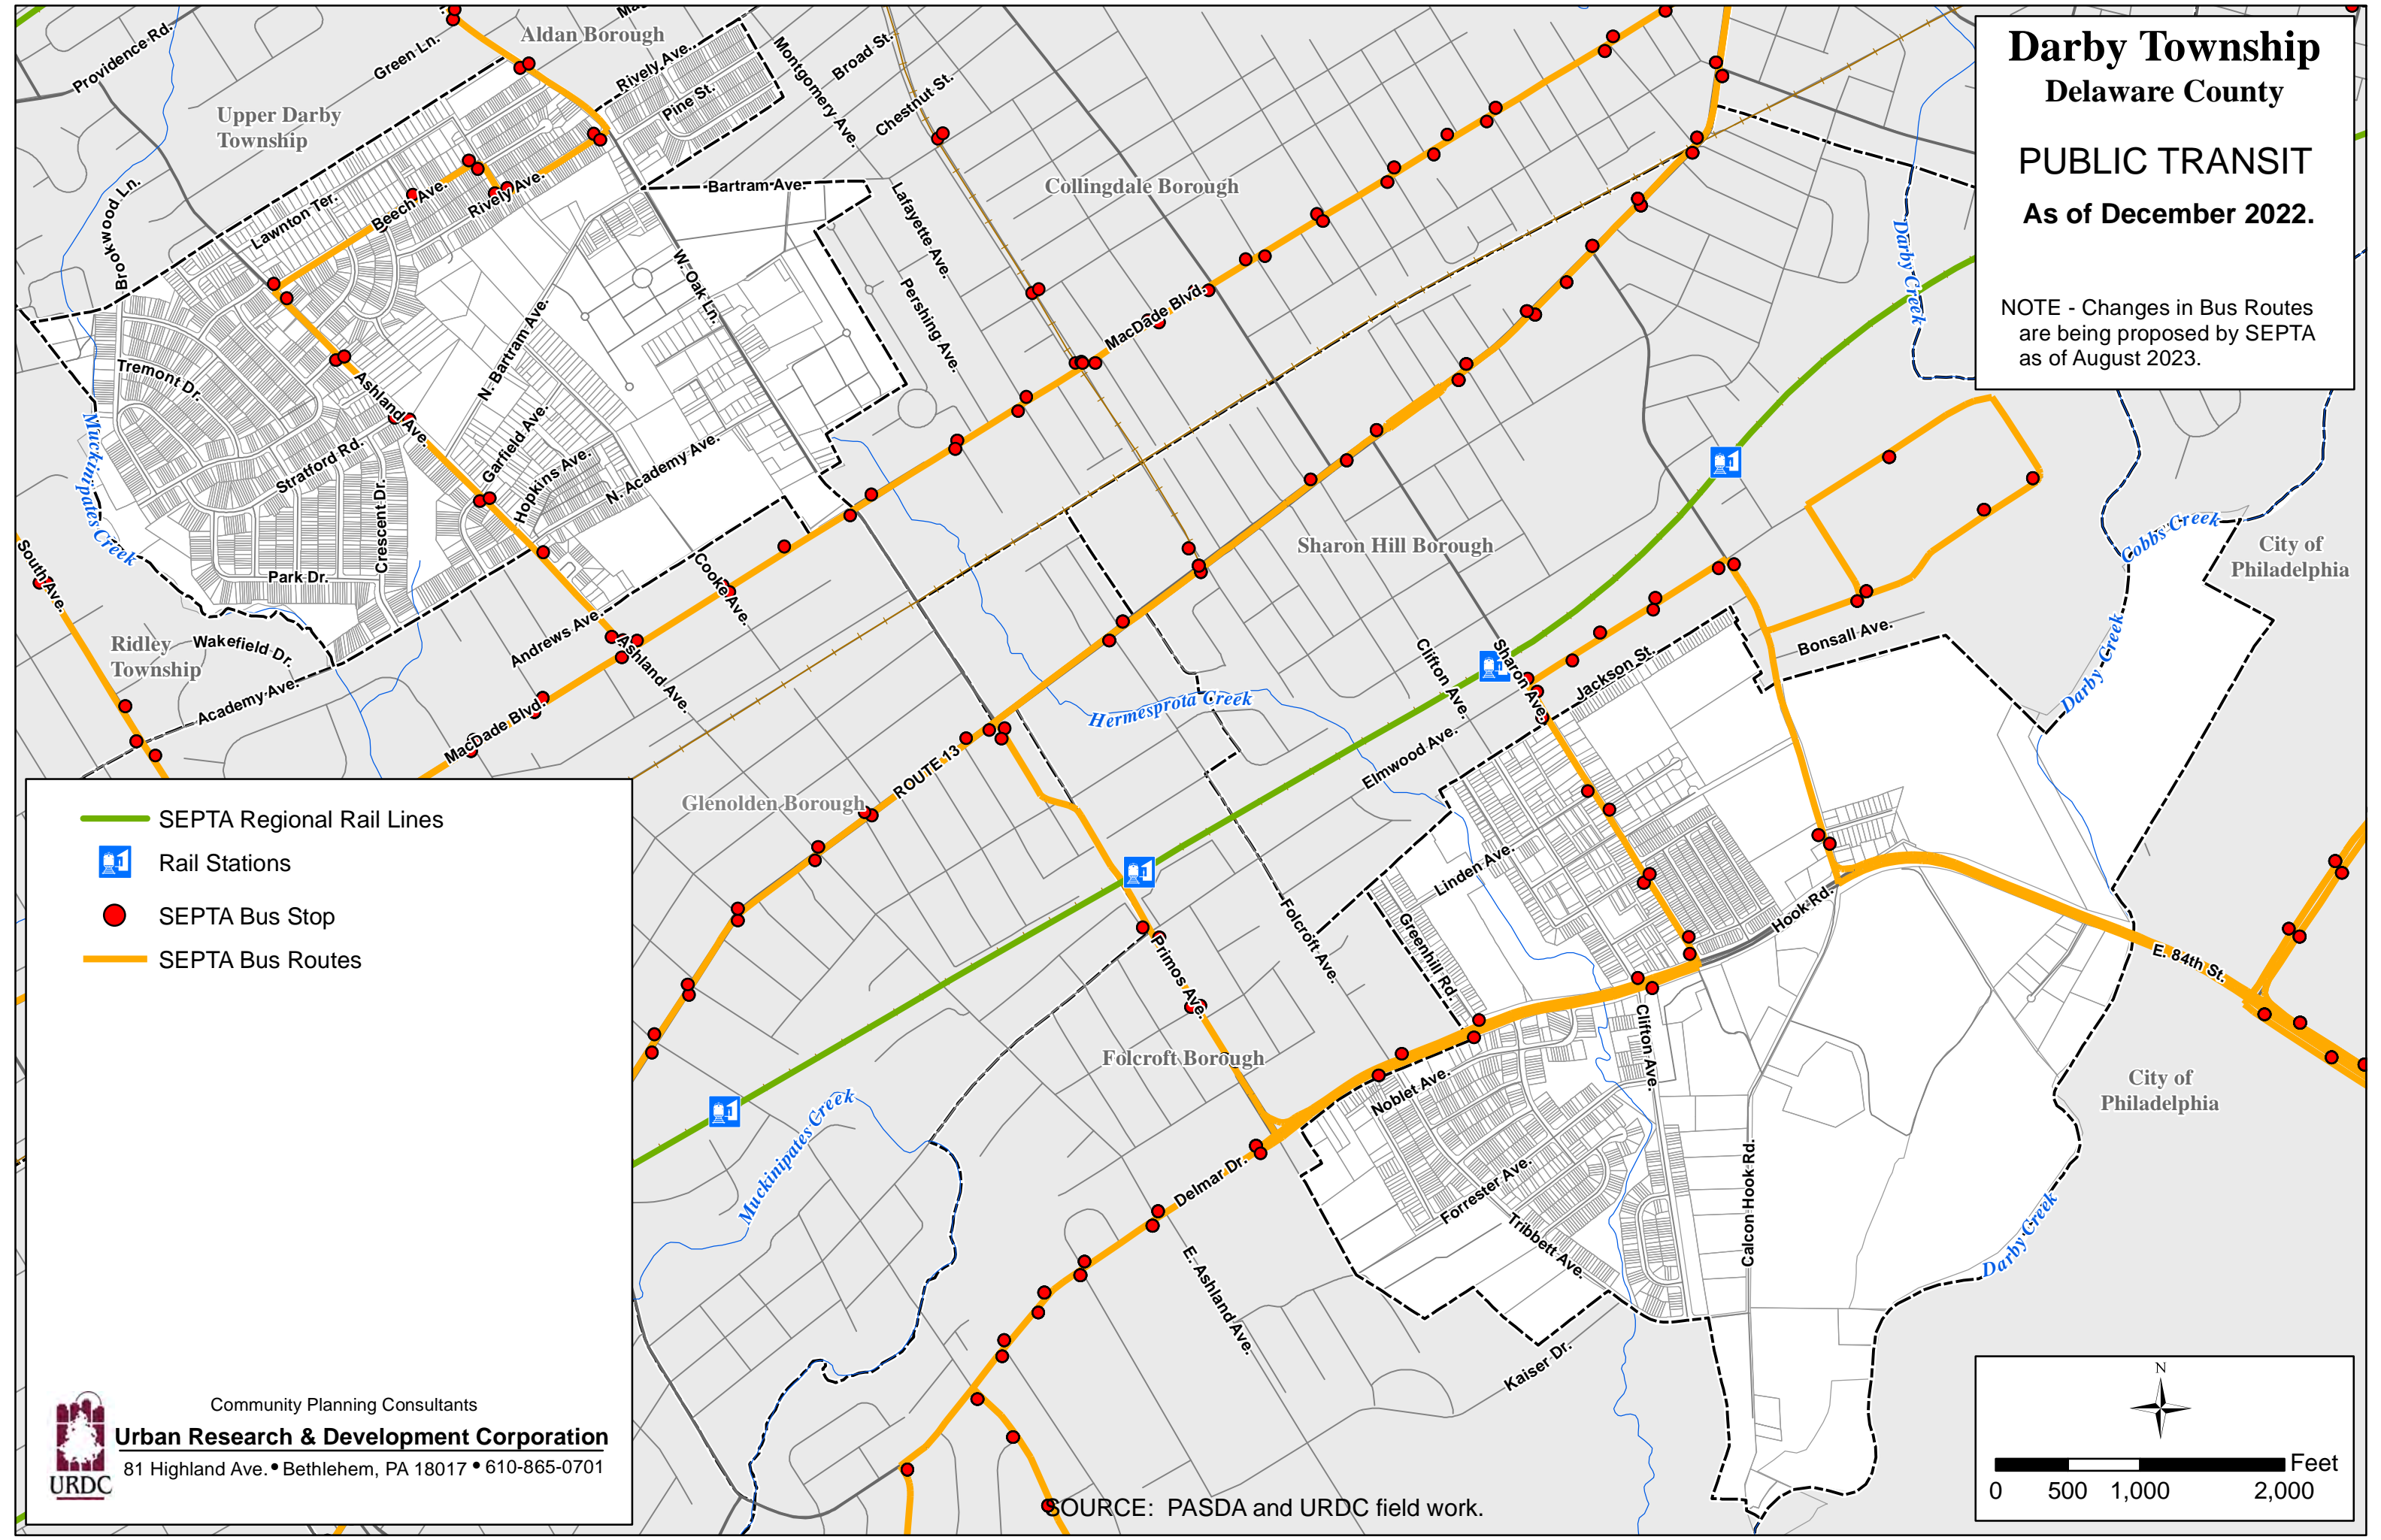 Darby Township
Delaware County
PUBLIC TRANSIT
As of December 2022.
NOTE - Changes in Bus Routes
are being proposed by SEPTA
as of August 2023.
Providence Rd.
Green Ln.
Aldan Borough
Rively Ave.
Pine St.
Montgomery Ave.
Broad St.
Chestnut St.
Upper Darby
Township
Brookwood Ln.
Lawnton Ter.
Beech Ave.
Rively Ave.
Bartram Ave.
Lafayette Ave.
Collingdale Borough
Darby Creek
W. Oak Ln.
Pershing Ave.
MacDade Blvd.
N. Bartram Ave.
Tremont Dr.
Ashland Ave.
Muckinipates Creek
Garfield Ave.
Stratford Rd.
Hopkins Ave.
N. Academy Ave.
Crescent Dr.
South Ave.
Park Dr.
Cooke Ave.
Sharon Hill Borough
Cobbs Creek
City of
Philadelphia
Ridley
Township
Wakefield Dr.
Andrews Ave.
Ashland Ave.
Academy Ave.
MacDade Blvd.
Clifton Ave.
Sharon Ave.
Jackson St.
Bonsall Ave.
Darby Creek
Hermesprota Creek
Elmwood Ave.
ROUTE 13
Glenolden Borough
Linden Ave.
Folcroft Ave.
Greenhill Rd.
Hook Rd.
E. 84th St.
Primos Ave.
Clifton Ave.
Folcroft Borough
Noblet Ave.
City of
Philadelphia
Muckinipates Creek
Delmar Dr.
Forrester Ave.
Tribbett Ave.
Calcon Hook Rd.
Darby Creek
E. Ashland Ave.
Kaiser Dr.
SEPTA Regional Rail Lines
Rail Stations
SEPTA Bus Stop
SEPTA Bus Routes
Community Planning Consultants
Urban Research & Development Corporation
81 Highland Ave. • Bethlehem, PA 18017 • 610-865-0701
URDC
SOURCE: PASDA and URDC field work.
N
Feet
0 500 1,000 2,000